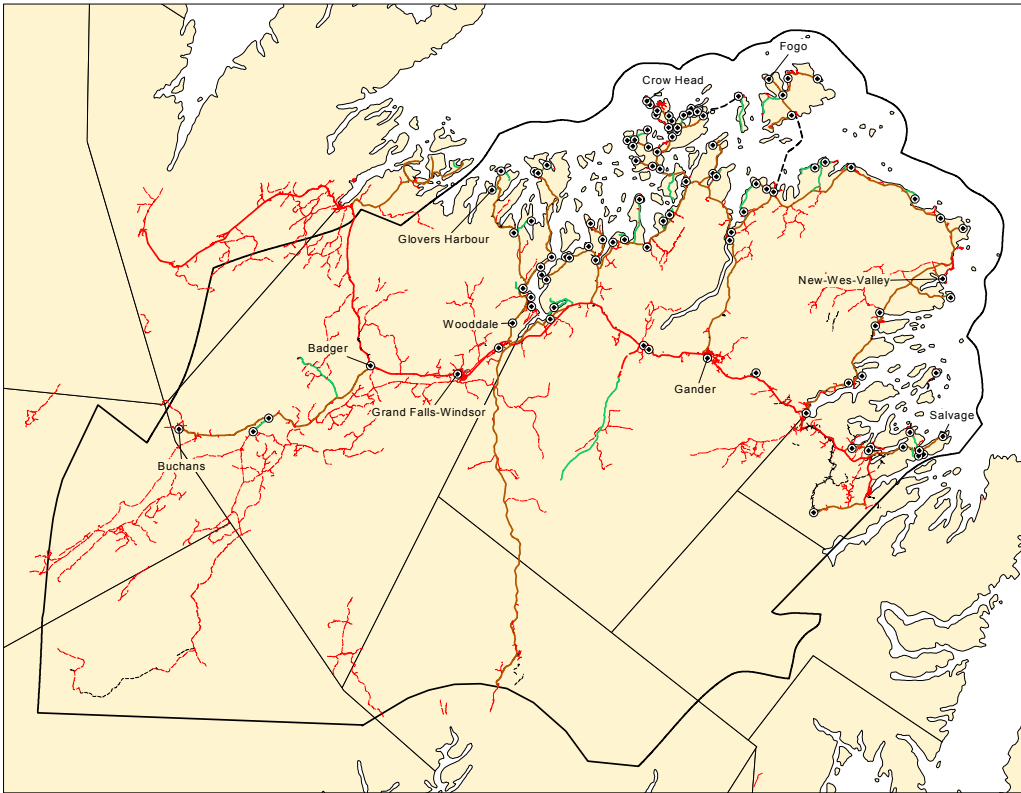 Fogo
Crow Head
Glovers Harbour
New-Wes-Valley
Wooddale
Badger
Gander
Grand Falls-Windsor
Salvage
Buchans